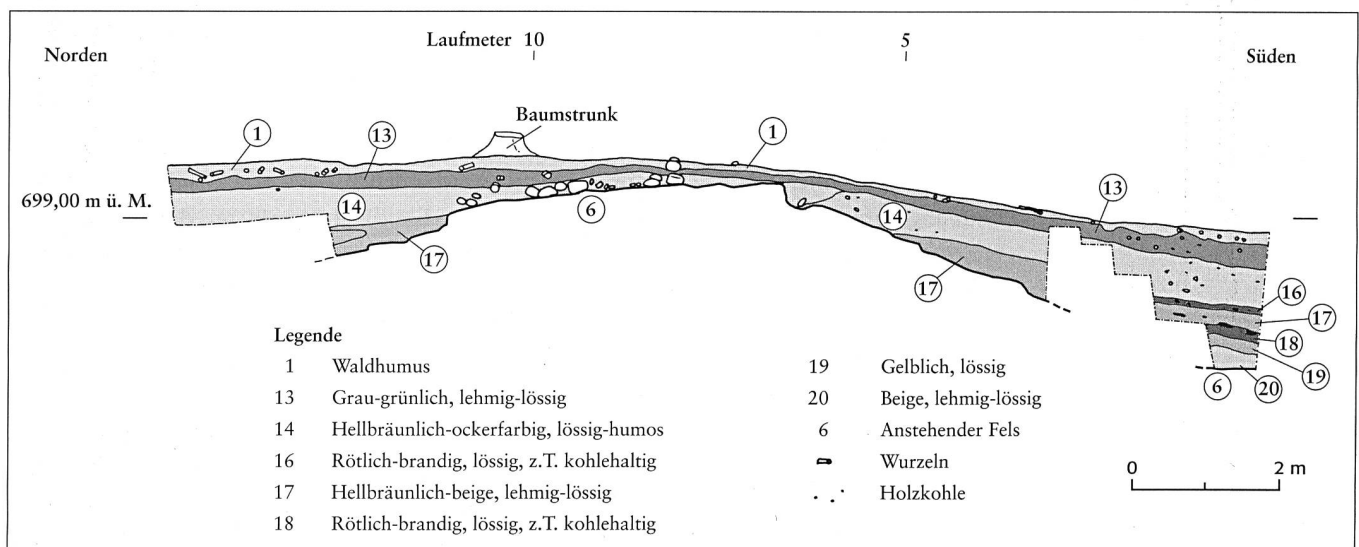 Norden
Laufmeter 10
5
Süden
Baumstrunk
1
13
1
699,00 m ü. M.
13
14
6
14
17
17
16
17
18
19
6
20
Legende
1 Waldhumus
13 Grau-grünlich, lehmig-lössig
14 Hellbräunlich-ockerfarbig, lössig-humos
16 Rötlich-brandig, lössig, z.T. kohlehaltig
17 Hellbräunlich-beige, lehmig-lössig
18 Rötlich-brandig, lössig, z.T. kohlehaltig
19 Gelblich, lössig
20 Beige, lehmig-lössig
6 Anstehender Fels
Wurzeln
Holzkohle
0 2 m